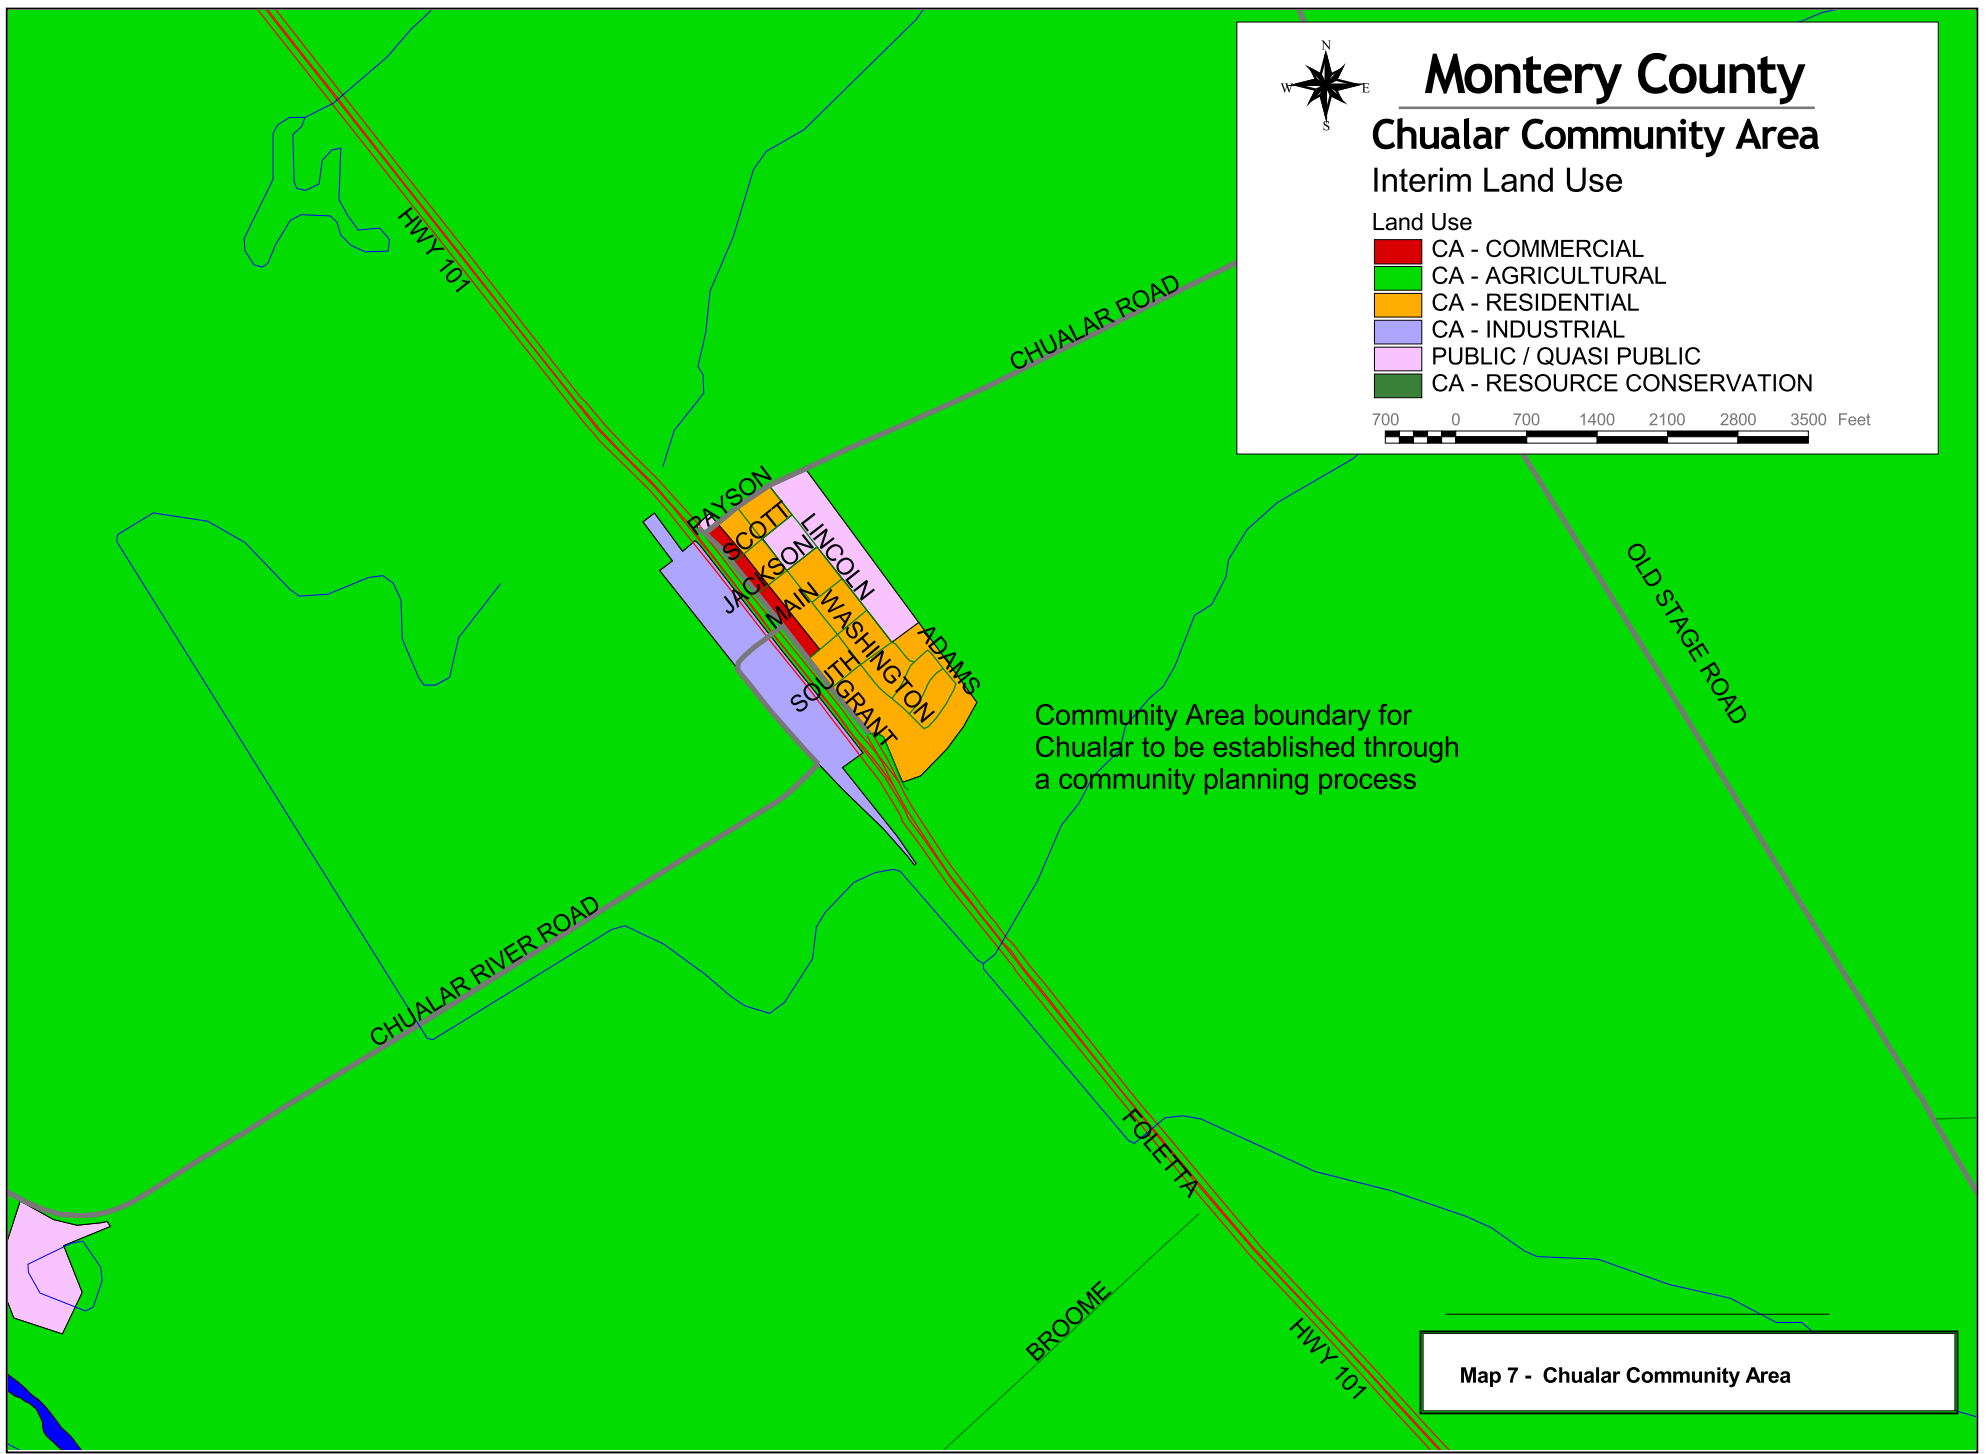 N
W E
S
Montery County
Chualar Community Area
Interim Land Use
Land Use
CA - COMMERCIAL
CA - AGRICULTURAL
CA - RESIDENTIAL
CA - INDUSTRIAL
PUBLIC / QUASI PUBLIC
CA - RESOURCE CONSERVATION
700 0 700 1400 2100 2800 3500 Feet
HWY 101
CHUALAR ROAD
PAYSON
SCOTT
LINCOLN
JACKSON
MAIN
WASHINGTON
ADAMS
SOUTH
GRANT
OLD STAGE ROAD
Community Area boundary for
Chualar to be established through
a community planning process
CHUALAR RIVER ROAD
FOLETTA
BROOME
HWY 101
Map 7 - Chualar Community Area